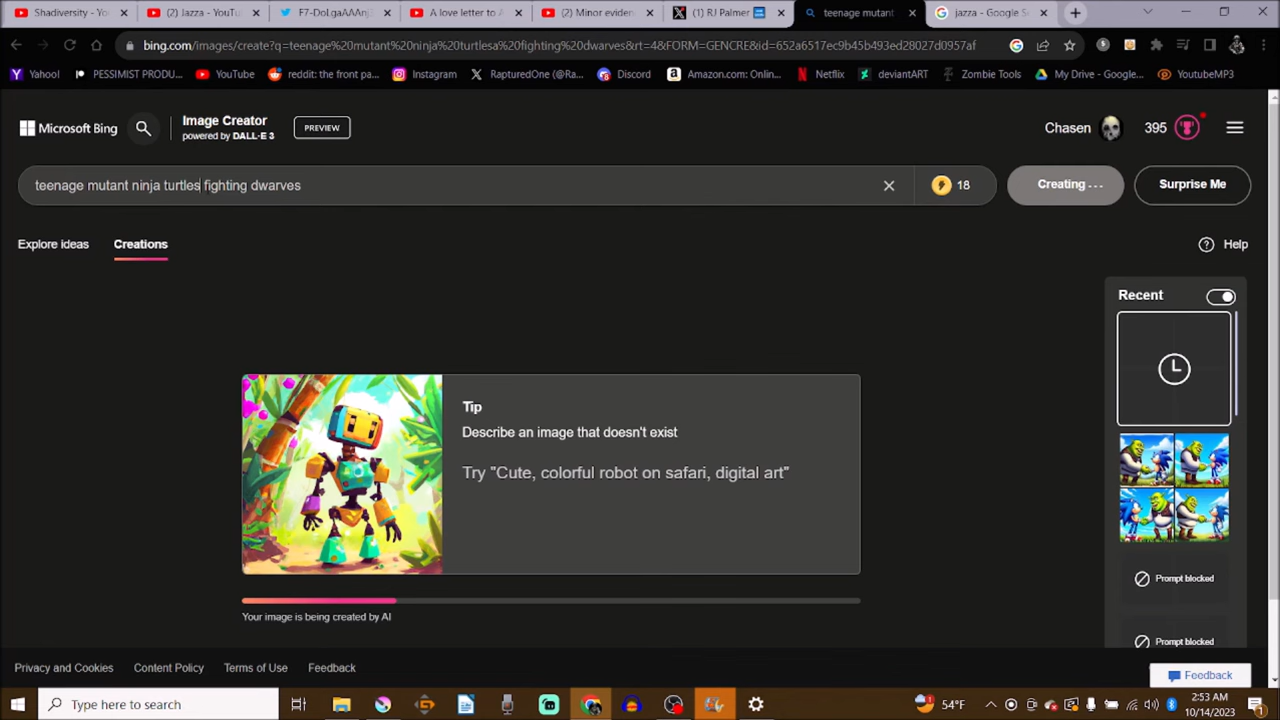 Shadiversity - Yo
(2) Jazza - YouTu
F7-DoLgaAAAnj
A love letter to A
(2) Minor eviden
(1) RJ Palmer
teenage mutant
jazza - Google Se
bing.com/images/create?q=teenage%20mutant%20ninja%20turtlesa%20fighting%20dwarves&rt=4&FORM=GENCRE&id=652a6517ec9b45b493ed28027d0957af
Yahoo!
PESSIMIST PRODU...
YouTube
reddit: the front pa...
Instagram
RapturedOne (@Ra...
Discord
Amazon.com: Onlin...
Netflix
deviantART
Zombie Tools
My Drive - Google...
YoutubeMP3
Microsoft Bing
Image Creator
powered by DALL-E 3
PREVIEW
Chasen
395
teenage mutant ninja turtles fighting dwarves
18
Creating . . .
Surprise Me
Explore ideas
Creations
Help
Recent
Tip
Describe an image that doesn't exist
Try "Cute, colorful robot on safari, digital art"
Prompt blocked
Your image is being created by AI
Prompt blocked
Privacy and Cookies
Content Policy
Terms of Use
Feedback
Feedback
Type here to search
54°F
2:53 AM
10/14/2023